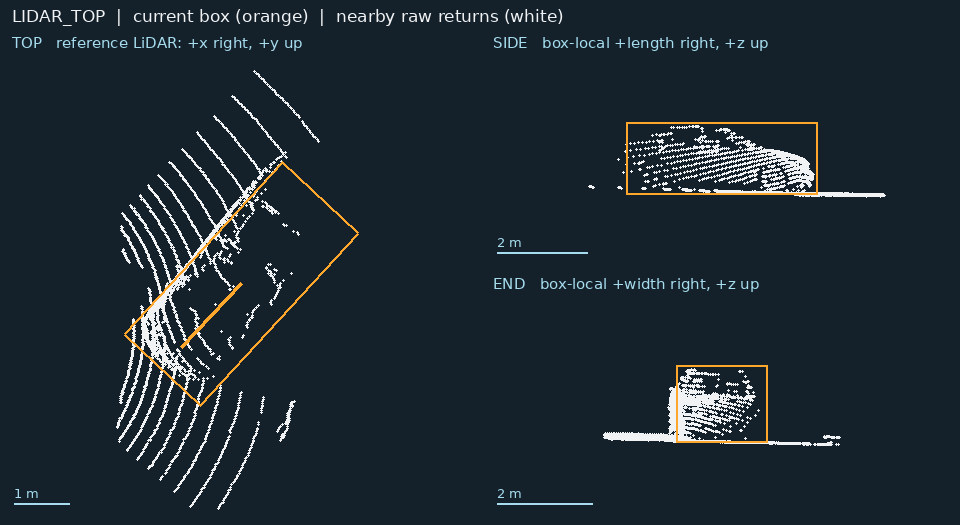 LIDAR_TOP | current box (orange) | nearby raw returns (white)
TOP reference LiDAR: +x right, +y up
SIDE box-local +length right, +z up
2 m
END box-local +width right, +z up
1 m
2 m